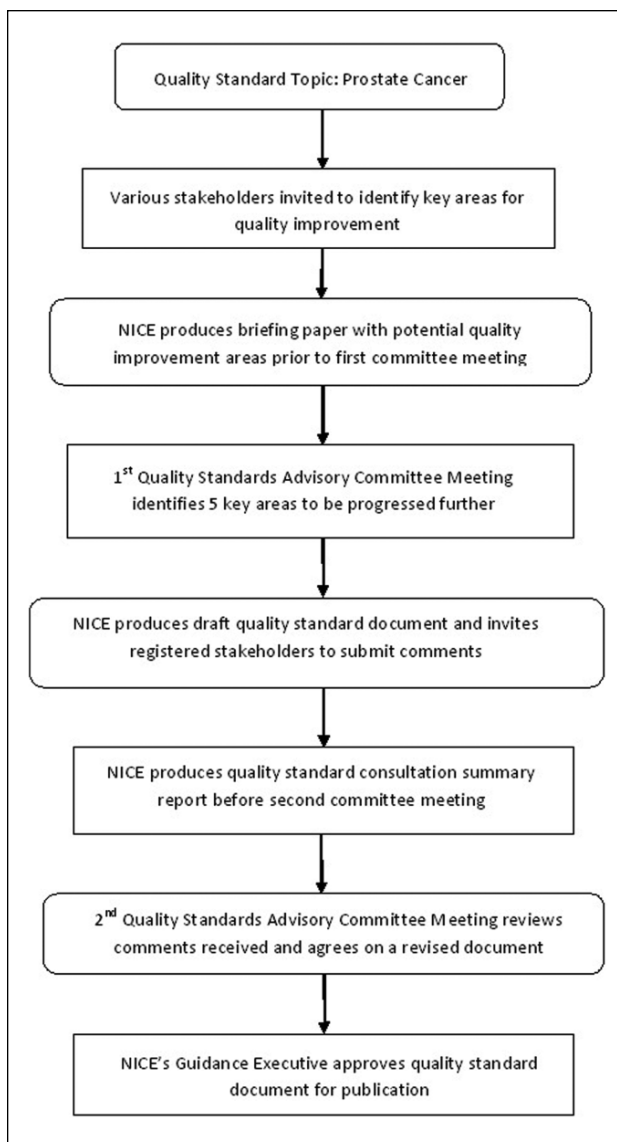 Quality Standard Topic: Prostate Cancer
Various stakeholders invited to identify key areas for
quality improvement
NICE produces briefing paper with potential quality
improvement areas prior to first committee meeting
1st Quality Standards Advisory Committee Meeting
identifies 5 key areas to be progressed further
NICE produces draft quality standard document and invites
registered stakeholders to submit comments
NICE produces quality standard consultation summary
report before second committee meeting
2nd Quality Standards Advisory Committee Meeting reviews
comments received and agrees on a revised document
NICE's Guidance Executive approves quality standard
document for publication